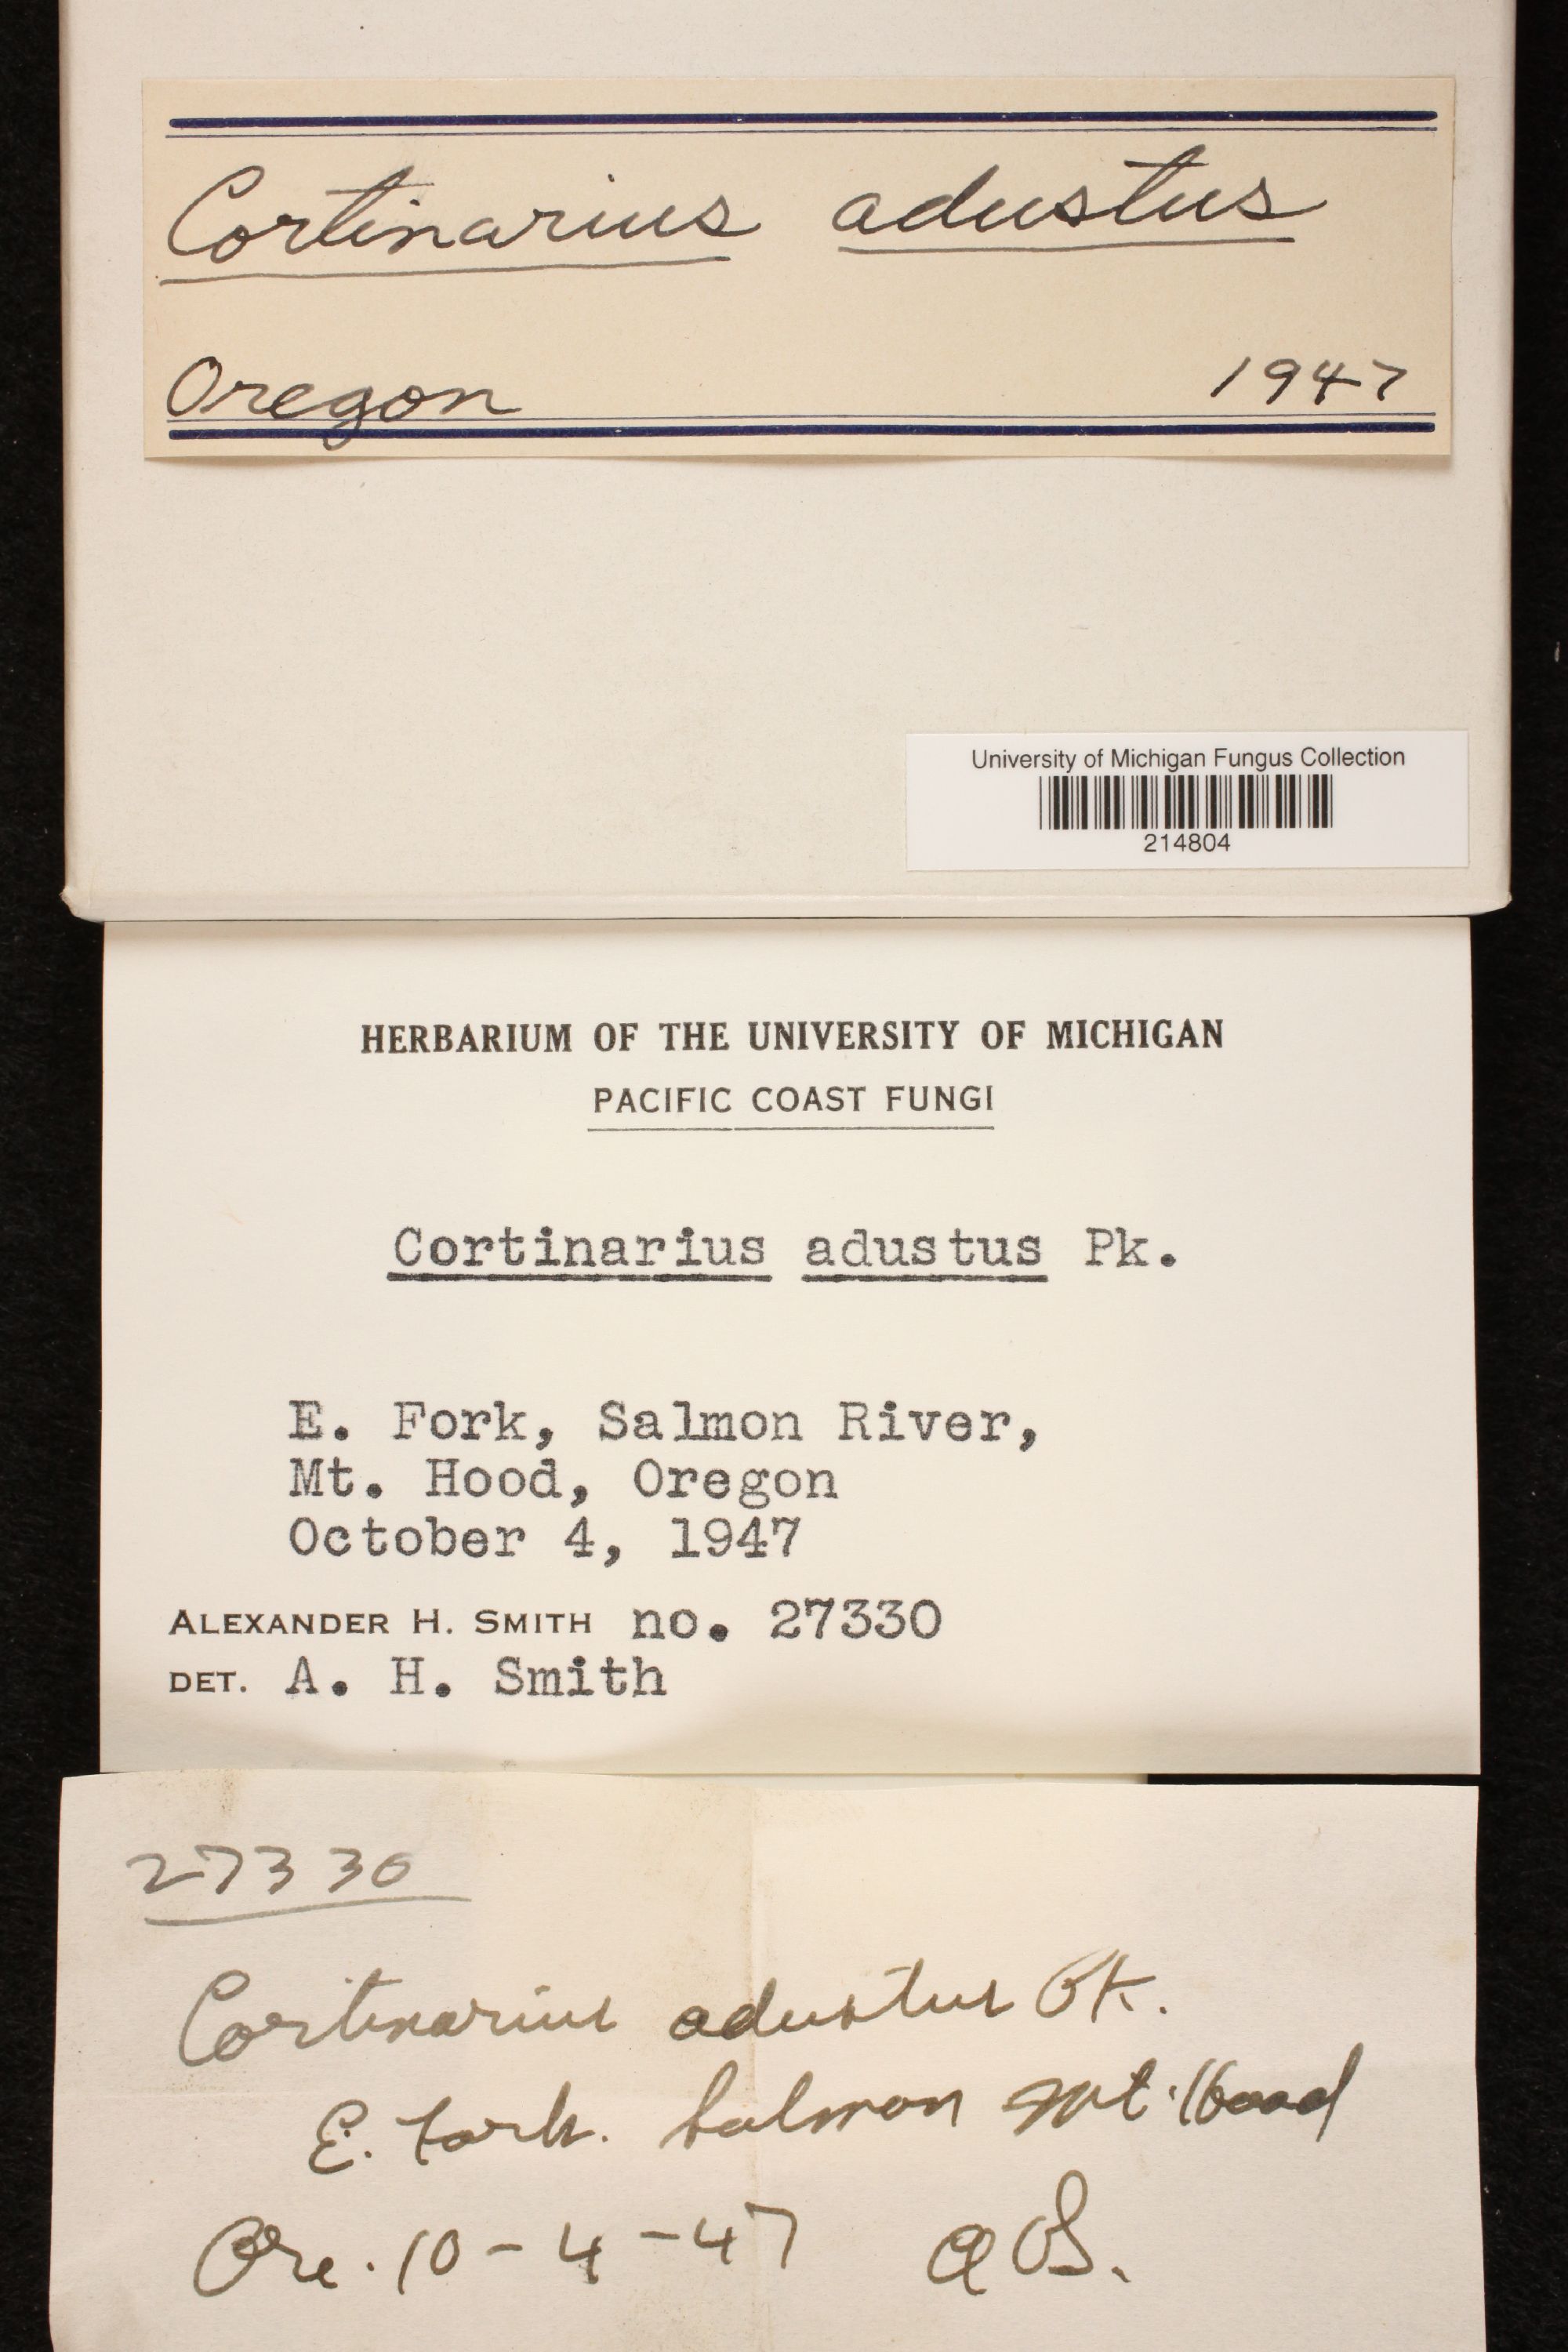 Cortinarius adustus
Oregon 1947
University of Michigan Fungus Collection
214804
HERBARIUM OF THE UNIVERSITY OF MICHIGAN
PACIFIC COAST FUNGI
Cortinarius adustus Pk.
E. Fork, Salmon River,
Mt. Hood, Oregon
October 4, 1947
ALEXANDER H. SMITH no. 27330
DET. A. H. Smith
27330
Cortinarius adustus Pk.
E. Fork. Salmon Mt. Hood
Ore. 10-4-47